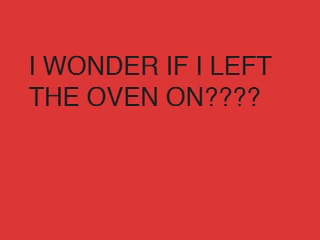 I WONDER IF I LEFT
THE OVEN ON????